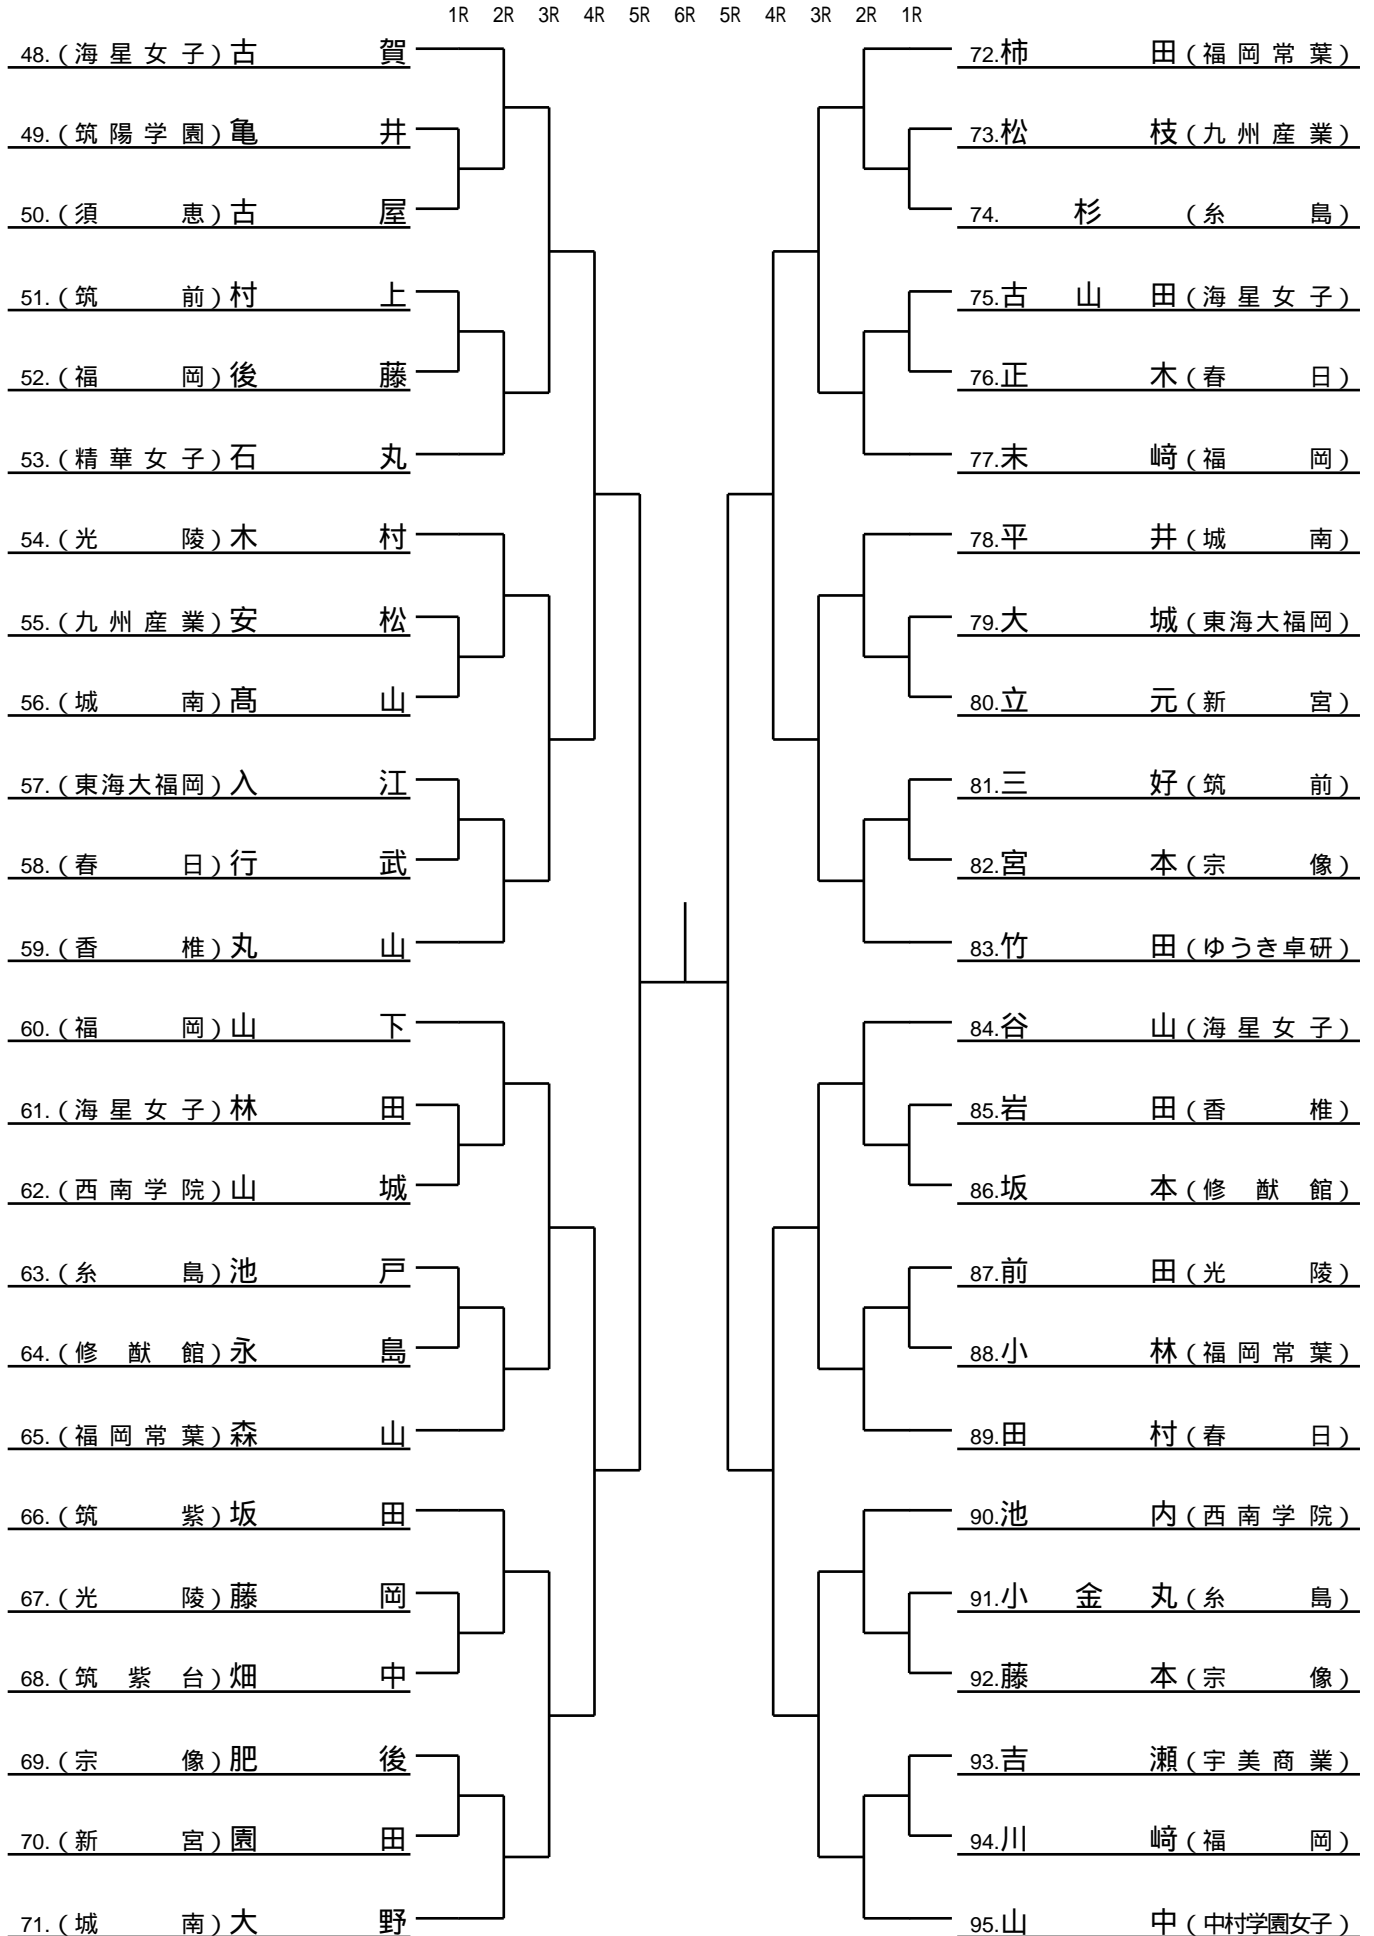 1R 2R 3R 4R 5R 6R 5R 4R 3R 2R 1R
48.(海星女子)古賀
49.(筑陽学園)亀井
50.(須恵)古屋
51.(筑前)村上
52.(福岡)後藤
53.(精華女子)石丸
54.(光陵)木村
55.(九州産業)安松
56.(城南)髙山
57.(東海大福岡)入江
58.(春日)行武
59.(香椎)丸山
60.(福岡)山下
61.(海星女子)林田
62.(西南学院)山城
63.(糸島)池戸
64.(修猷館)永島
65.(福岡常葉)森山
66.(筑紫)坂田
67.(光陵)藤岡
68.(筑紫台)畑中
69.(宗像)肥後
70.(新宮)園田
71.(城南)大野
72.柿田(福岡常葉)
73.松枝(九州産業)
74.杉(糸島)
75.古山田(海星女子)
76.正木(春日)
77.末﨑(福岡)
78.平井(城南)
79.大城(東海大福岡)
80.立元(新宮)
81.三好(筑前)
82.宮本(宗像)
83.竹田(ゆうき卓研)
84.谷山(海星女子)
85.岩田(香椎)
86.坂本(修猷館)
87.前田(光陵)
88.小林(福岡常葉)
89.田村(春日)
90.池内(西南学院)
91.小金丸(糸島)
92.藤本(宗像)
93.吉瀬(宇美商業)
94.川﨑(福岡)
95.山中(中村学園女子)